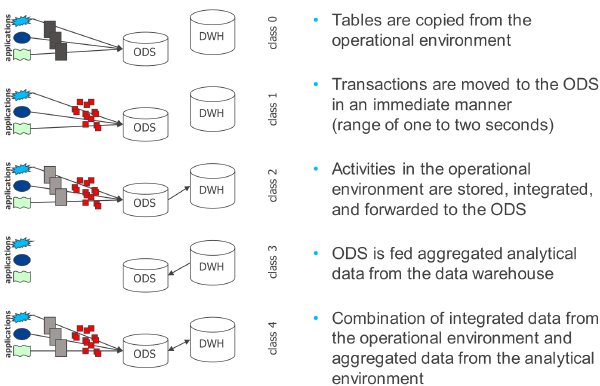 applications
ODS
DWH
class 0
• Tables are copied from the
operational environment
applications
ODS
DWH
class 1
• Transactions are moved to the ODS
in an immediate manner
(range of one to two seconds)
applications
ODS
DWH
class 2
• Activities in the operational
environment are stored, integrated,
and forwarded to the ODS
applications
ODS
DWH
class 3
• ODS is fed aggregated analytical
data from the data warehouse
applications
ODS
DWH
class 4
• Combination of integrated data from
the operational environment and
aggregated data from the analytical
environment